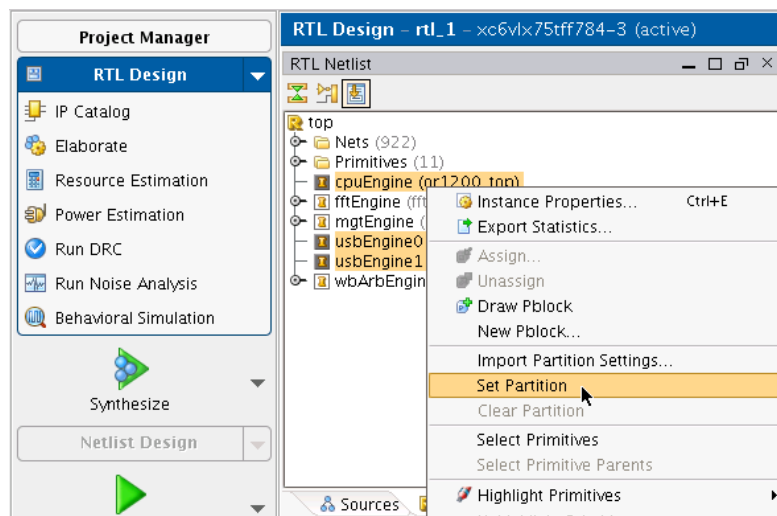 Project Manager
RTL Design
IP Catalog
Elaborate
Resource Estimation
Power Estimation
Run DRC
Run Noise Analysis
Behavioral Simulation
Synthesize
Netlist Design
RTL Design - rtl_1 - xc6vlx75tff784-3 (active)
RTL Netlist
top
Nets (922)
Primitives (11)
cpuEngine (or1200_top)
fftEngine (fft
mgtEngine (
usbEngine0
usbEngine1
wbArbEngin
Instance Properties... Ctrl+E
Export Statistics...
Assign...
Unassign
Draw Pblock
New Pblock...
Import Partition Settings...
Set Partition
Clear Partition
Select Primitives
Select Primitive Parents
Highlight Primitives
Sources